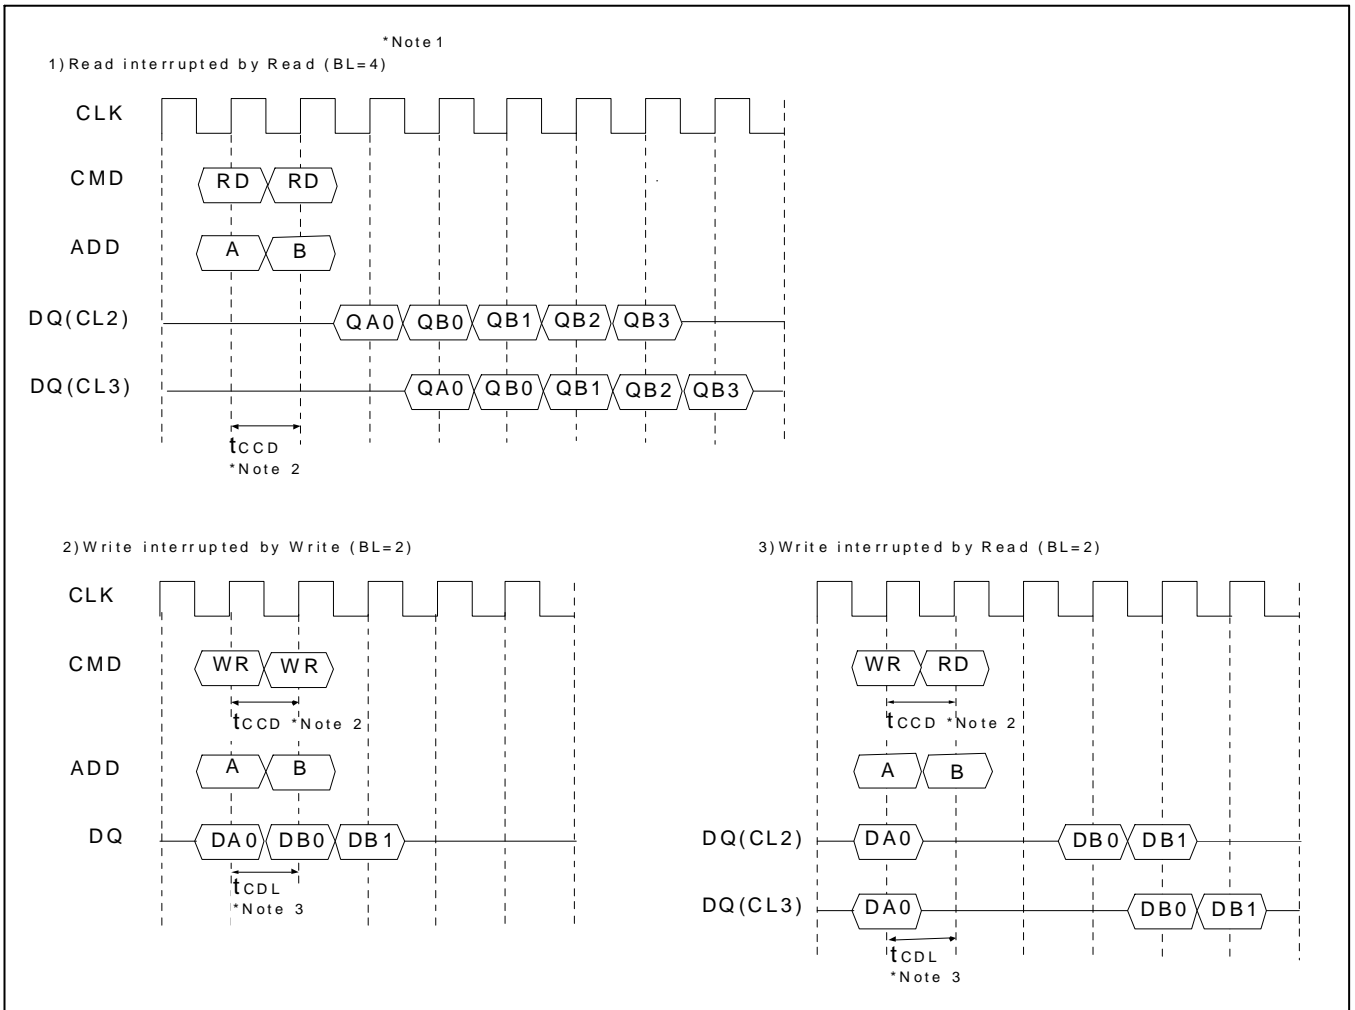 *Note1
1)Read interrupted by Read (BL=4)
CLK
CMD RD RD
ADD A B
DQ(CL2) QA0 QB0 QB1 QB2 QB3
DQ(CL3) QA0 QB0 QB1 QB2 QB3
tCCD
*Note 2
2)Write interrupted by Write (BL=2)
CLK
CMD WR WR
tCCD *Note 2
ADD A B
DQ DA0 DB0 DB1
tCDL
*Note 3
3)Write interrupted by Read (BL=2)
WR RD
tCCD *Note 2
A B
DQ(CL2) DA0 DB0 DB1
DQ(CL3) DA0 DB0 DB1
tCDL
*Note 3